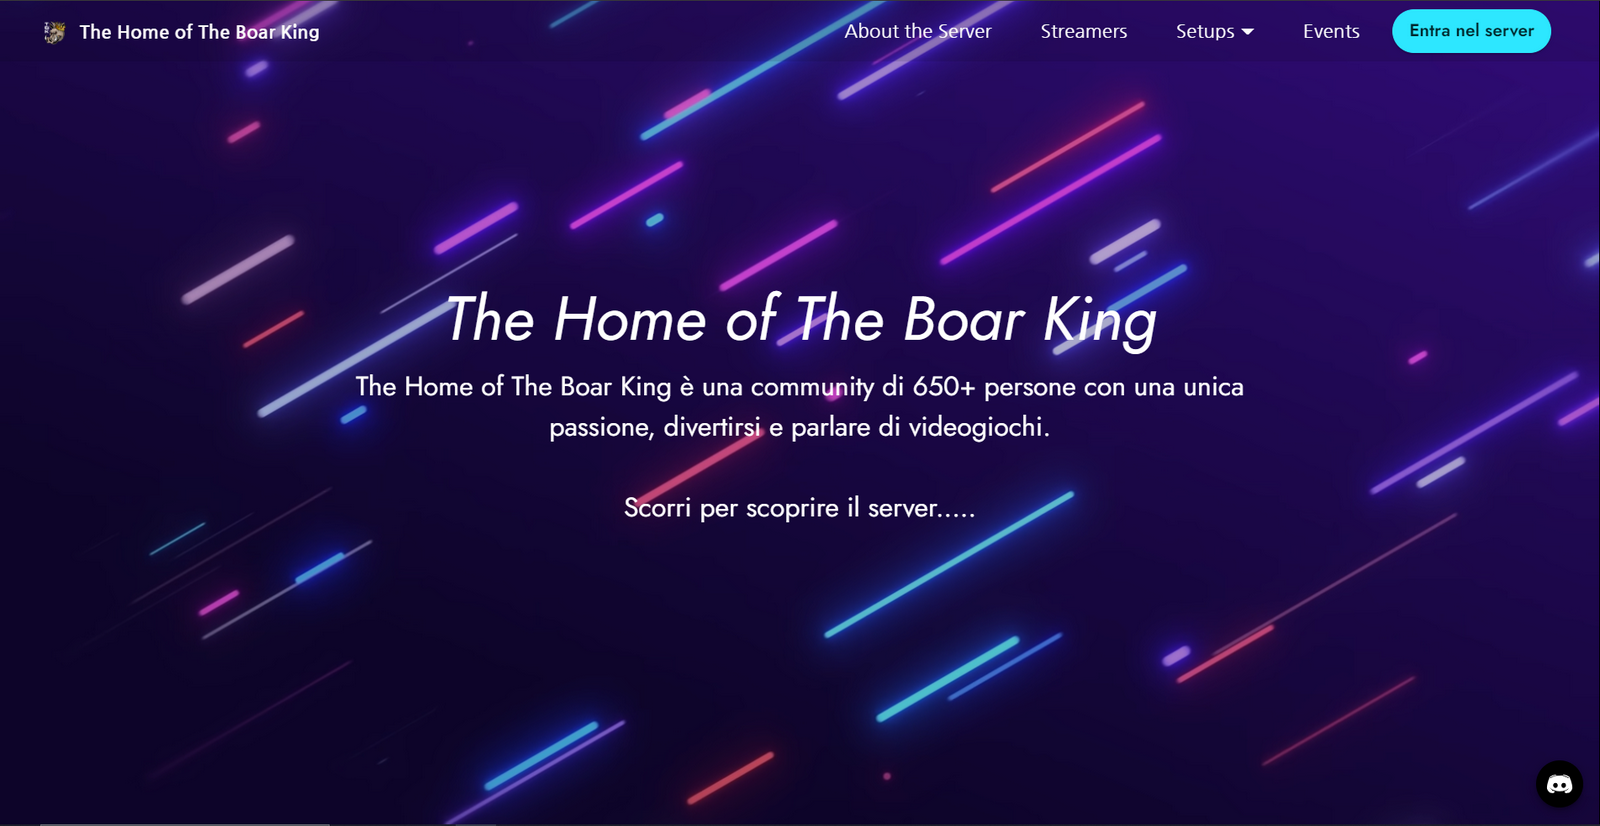 The Home of The Boar King
About the Server
Streamers
Setups
Events
Entra nel server
The Home of The Boar King
The Home of The Boar King è una community di 650+ persone con una unica
passione, divertirsi e parlare di videogiochi.
Scorri per scoprire il server.....